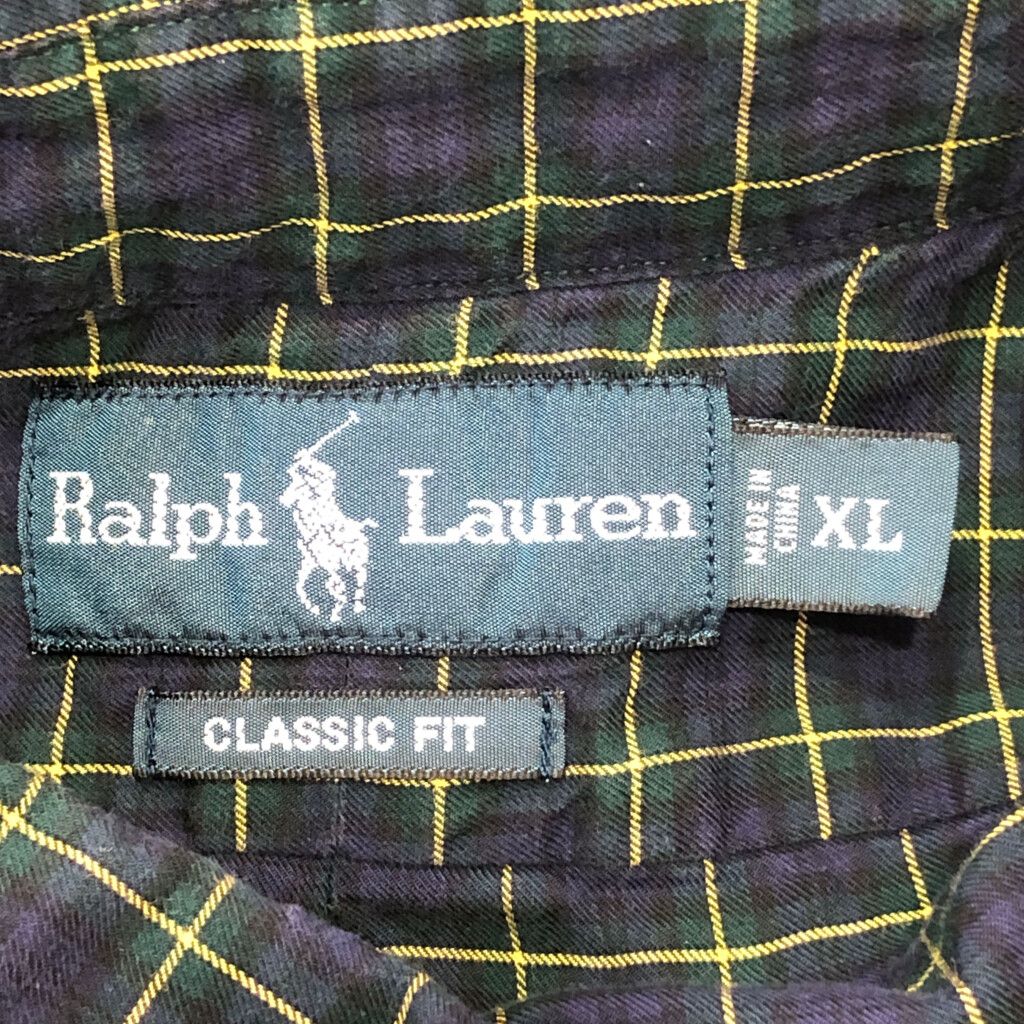 Ralph Lauren
MADE IN
CHINA
XL
CLASSIC FIT